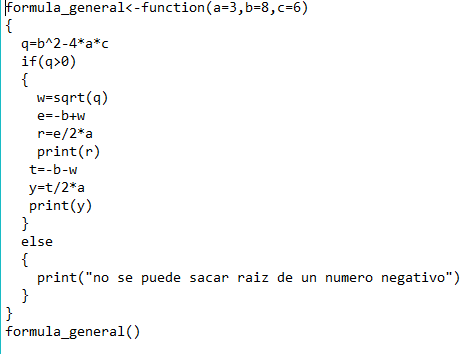 formula_general<-function(a=3,b=8,c=6)
{
  q=b^2-4*a*c
  if(q>0)
  {
    w=sqrt(q)
    e=-b+w
    r=e/2*a
    print(r)
   t=-b-w
   y=t/2*a
   print(y)
  }
  else
  {
    print("no se puede sacar raiz de un numero negativo")
  }
}
formula_general()